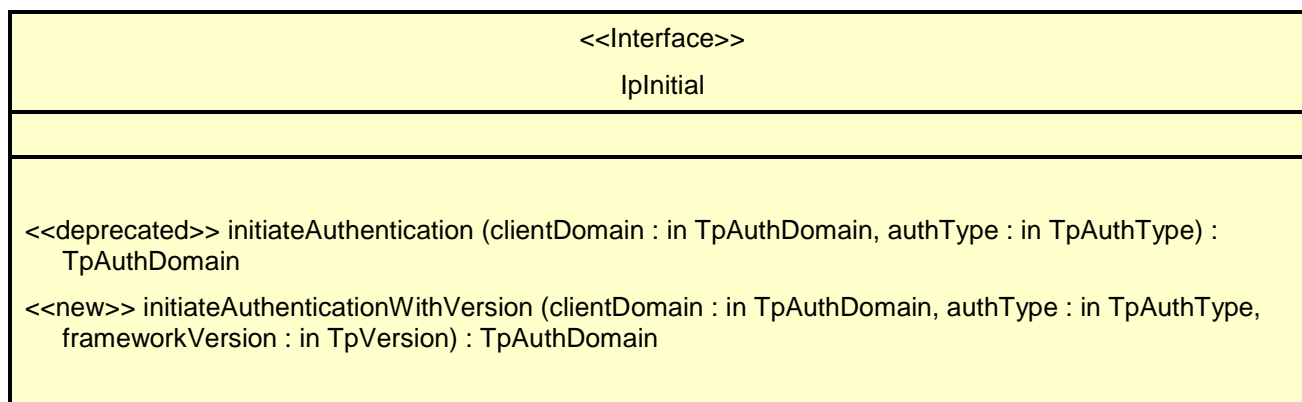 <<Interface>>
IpInitial
<<deprecated>> initiateAuthentication (clientDomain : in TpAuthDomain, authType : in TpAuthType) :
TpAuthDomain
<<new>> initiateAuthenticationWithVersion (clientDomain : in TpAuthDomain, authType : in TpAuthType,
frameworkVersion : in TpVersion) : TpAuthDomain